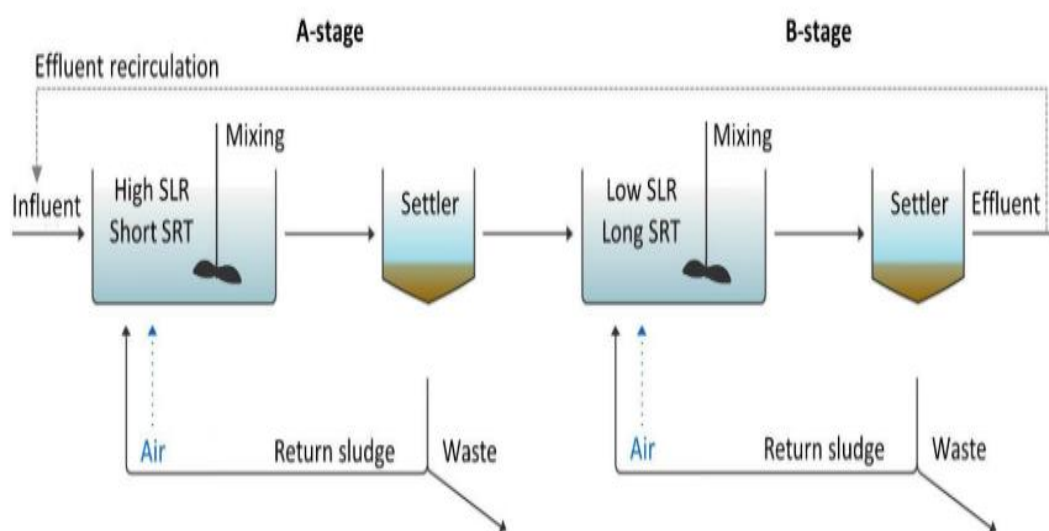 A-stage
B-stage
Effluent recirculation
Mixing
Mixing
High SLR
Short SRT
Influent
Settler
Low SLR
Long SRT
Settler
Effluent
Air
Return sludge
Waste
Air
Return sludge
Waste